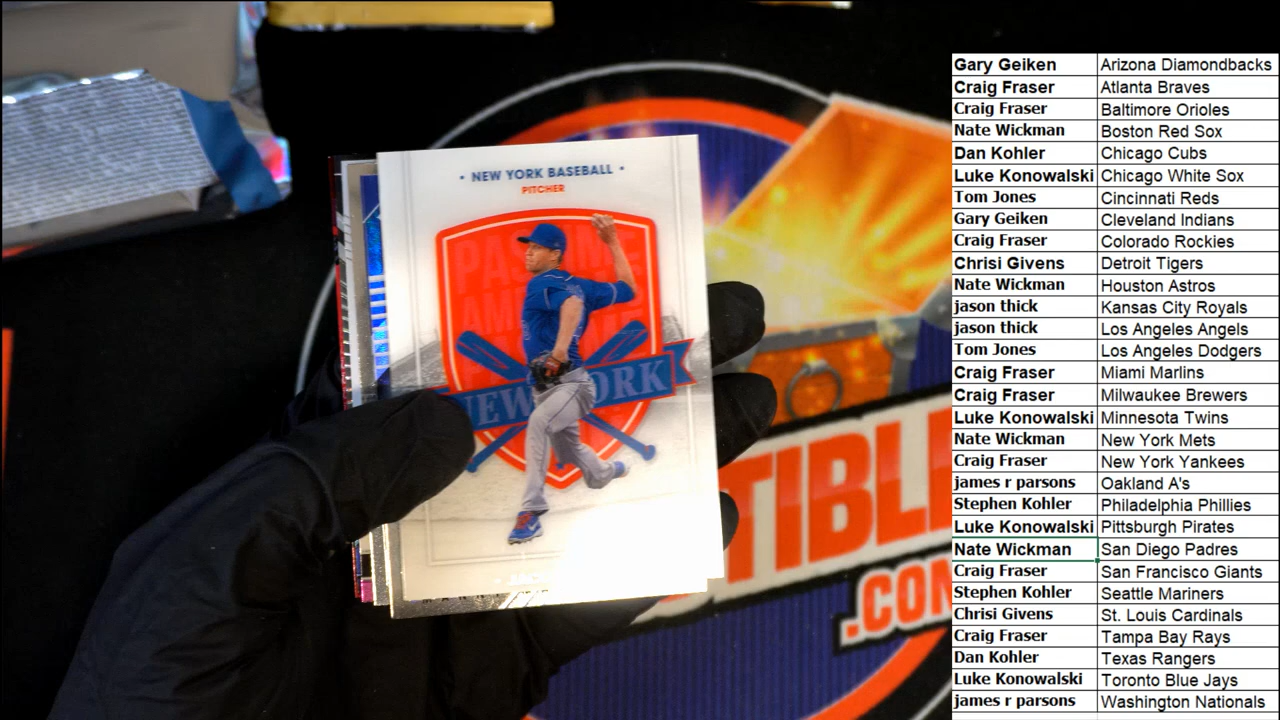 • NEW YORK BASEBALL •
PITCHER
NEW YORK
TIBL
.COM
Gary Geiken Arizona Diamondbacks
Craig Fraser Atlanta Braves
Craig Fraser Baltimore Orioles
Nate Wickman Boston Red Sox
Dan Kohler Chicago Cubs
Luke Konowalski Chicago White Sox
Tom Jones Cincinnati Reds
Gary Geiken Cleveland Indians
Craig Fraser Colorado Rockies
Chrisi Givens Detroit Tigers
Nate Wickman Houston Astros
jason thick Kansas City Royals
jason thick Los Angeles Angels
Tom Jones Los Angeles Dodgers
Craig Fraser Miami Marlins
Craig Fraser Milwaukee Brewers
Luke Konowalski Minnesota Twins
Nate Wickman New York Mets
Craig Fraser New York Yankees
james r parsons Oakland A's
Stephen Kohler Philadelphia Phillies
Luke Konowalski Pittsburgh Pirates
Nate Wickman San Diego Padres
Craig Fraser San Francisco Giants
Stephen Kohler Seattle Mariners
Chrisi Givens St. Louis Cardinals
Craig Fraser Tampa Bay Rays
Dan Kohler Texas Rangers
Luke Konowalski Toronto Blue Jays
james r parsons Washington Nationals